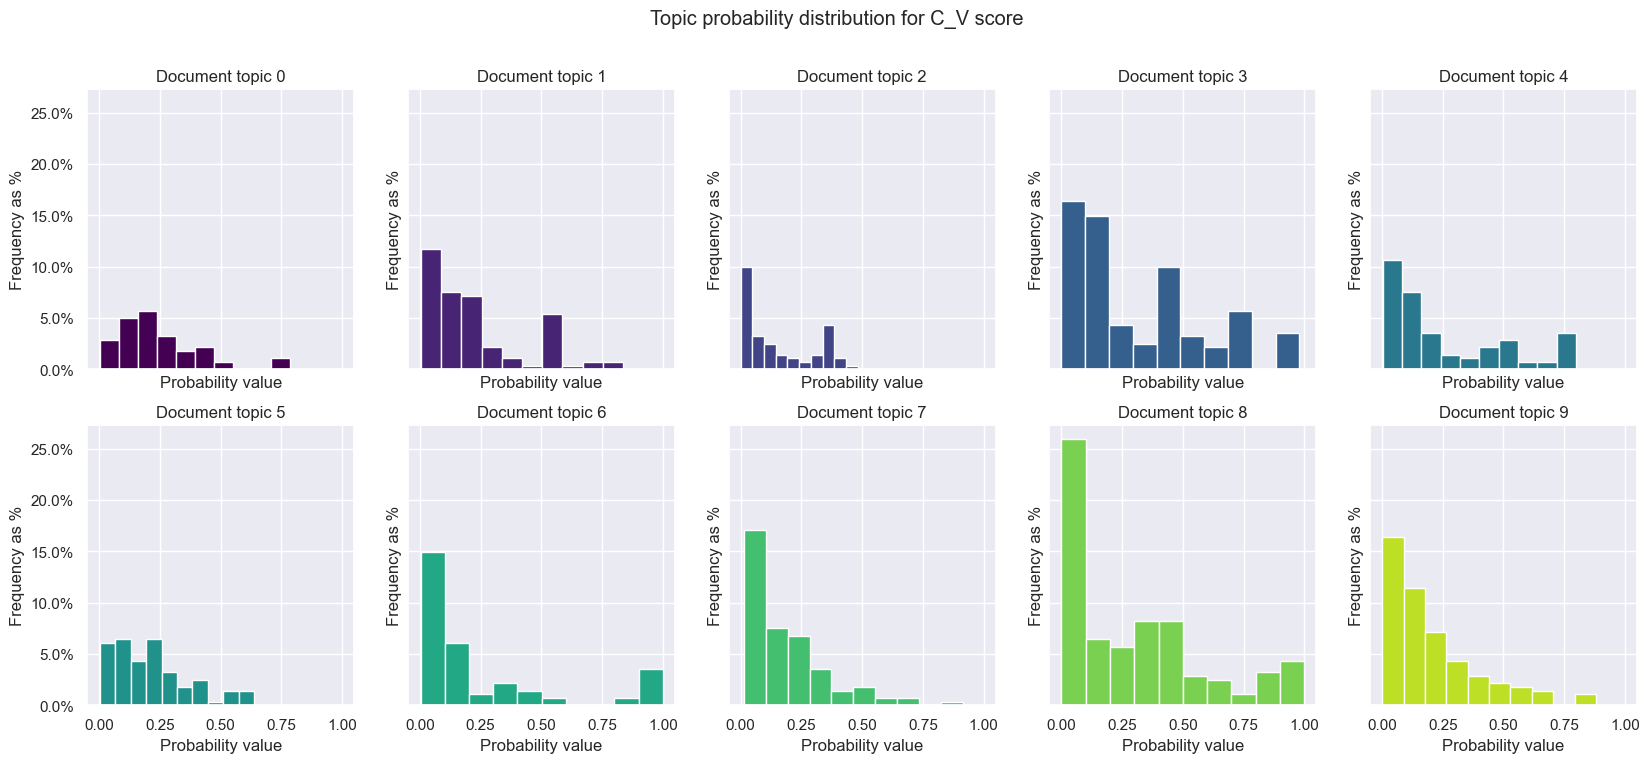 Topic probability distribution for C_V score
Document topic 0
Document topic 1
Document topic 2
Document topic 3
Document topic 4
25.0%
20.0%
15.0%
10.0%
5.0%
0.0%
Frequency as %
Frequency as %
Frequency as %
Frequency as %
Frequency as %
Probability value
Probability value
Probability value
Probability value
Probability value
Document topic 5
Document topic 6
Document topic 7
Document topic 8
Document topic 9
25.0%
20.0%
15.0%
10.0%
5.0%
0.0%
Frequency as %
Frequency as %
Frequency as %
Frequency as %
Frequency as %
0.00 0.25 0.50 0.75 1.00
0.00 0.25 0.50 0.75 1.00
0.00 0.25 0.50 0.75 1.00
0.00 0.25 0.50 0.75 1.00
0.00 0.25 0.50 0.75 1.00
Probability value
Probability value
Probability value
Probability value
Probability value